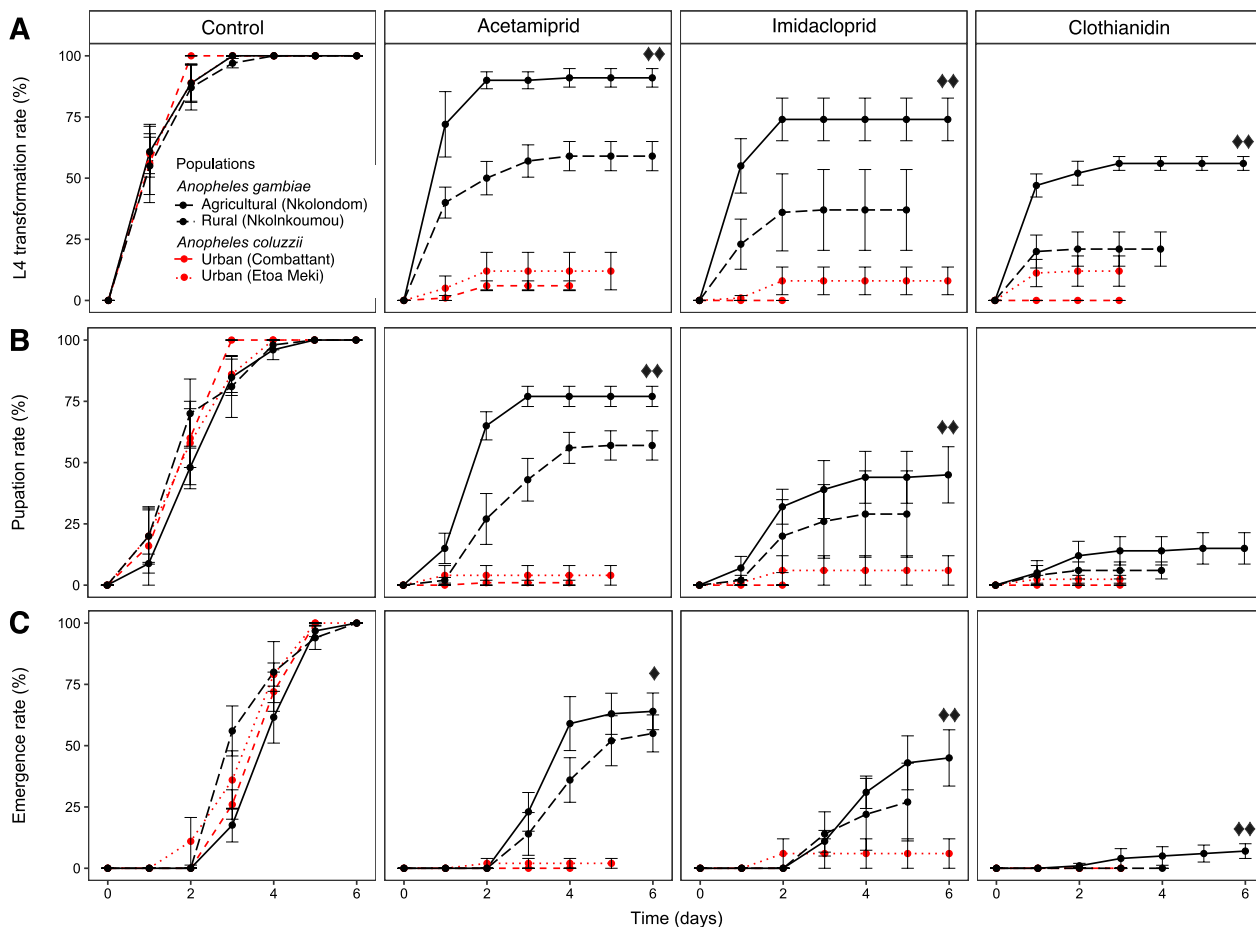 A
Control
Acetamiprid
Imidacloprid
Clothianidin
L4 transformation rate (%)
100
75
50
25
0
Populations
Anopheles gambiae
Agricultural (Nkolondom)
Rural (Nkolnkoumou)
Anopheles coluzzii
Urban (Combattant)
Urban (Etoa Meki)
B
Pupation rate (%)
100
75
50
25
0
C
Emergence rate (%)
100
75
50
25
0
0 2 4 6
0 2 4 6
0 2 4 6
0 2 4 6
Time (days)